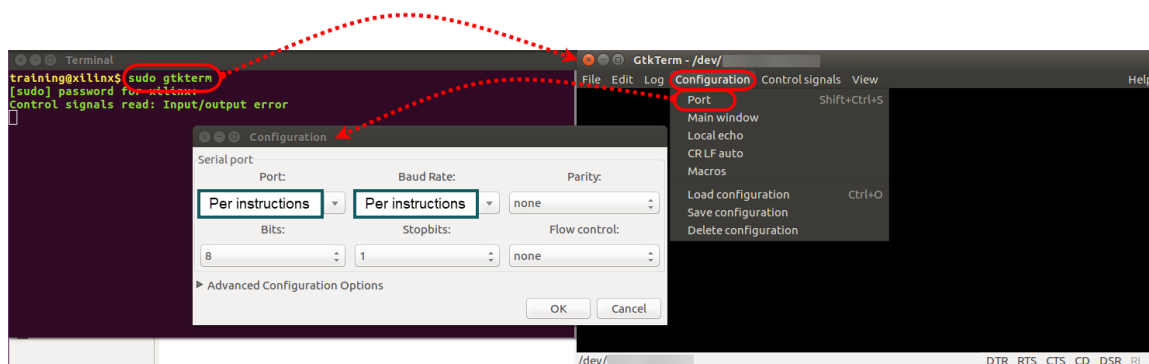 Terminal
training@xilinx$ sudo gtkterm
[sudo] password for xilinx:
Control signals read: Input/output error
GtkTerm - /dev/
File Edit Log Configuration Control signals View Help
Port Shift+Ctrl+S
Main window
Local echo
CR LF auto
Macros
Load configuration Ctrl+O
Save configuration
Delete configuration
Configuration
Serial port
Port: Baud Rate: Parity:
Per instructions Per instructions none
Bits: Stopbits: Flow control:
8 1 none
Advanced Configuration Options
OK Cancel
/dev/ DTR RTS CTS CD DSR RI